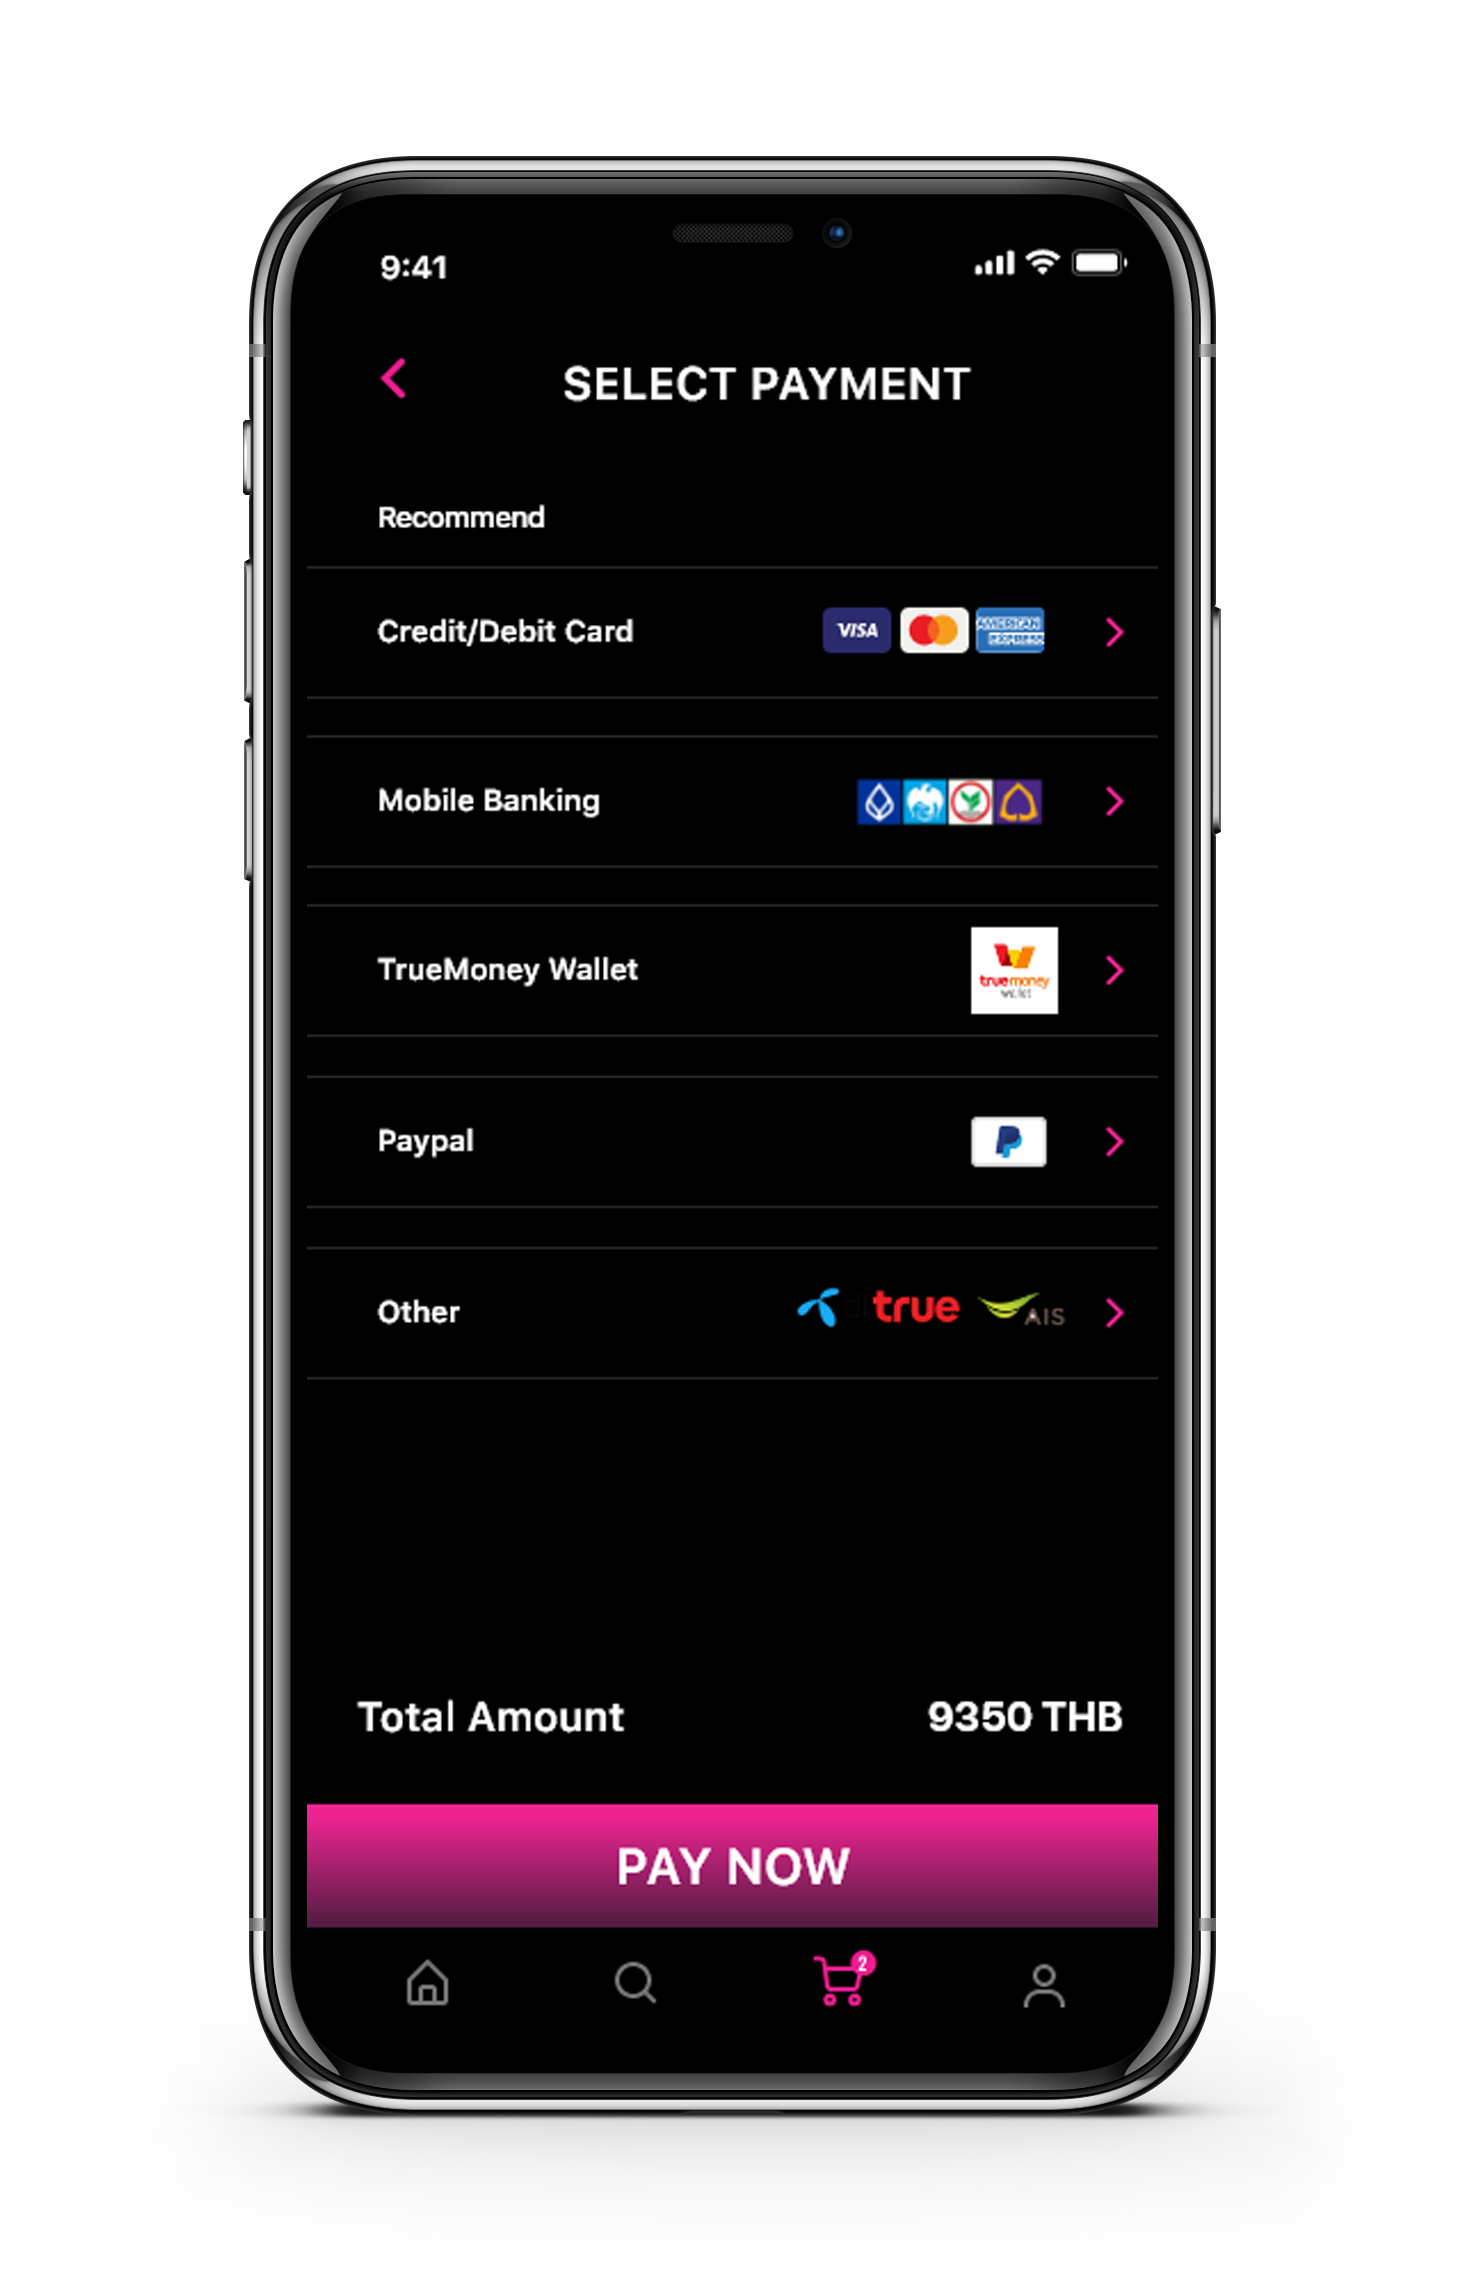 9:41
SELECT PAYMENT
Recommend
Credit/Debit Card
VISA
AMERICAN
EXPRESS
Mobile Banking
TrueMoney Wallet
truemoney
wallet
Paypal
Other
true
AIS
Total Amount
9350 THB
PAY NOW
2